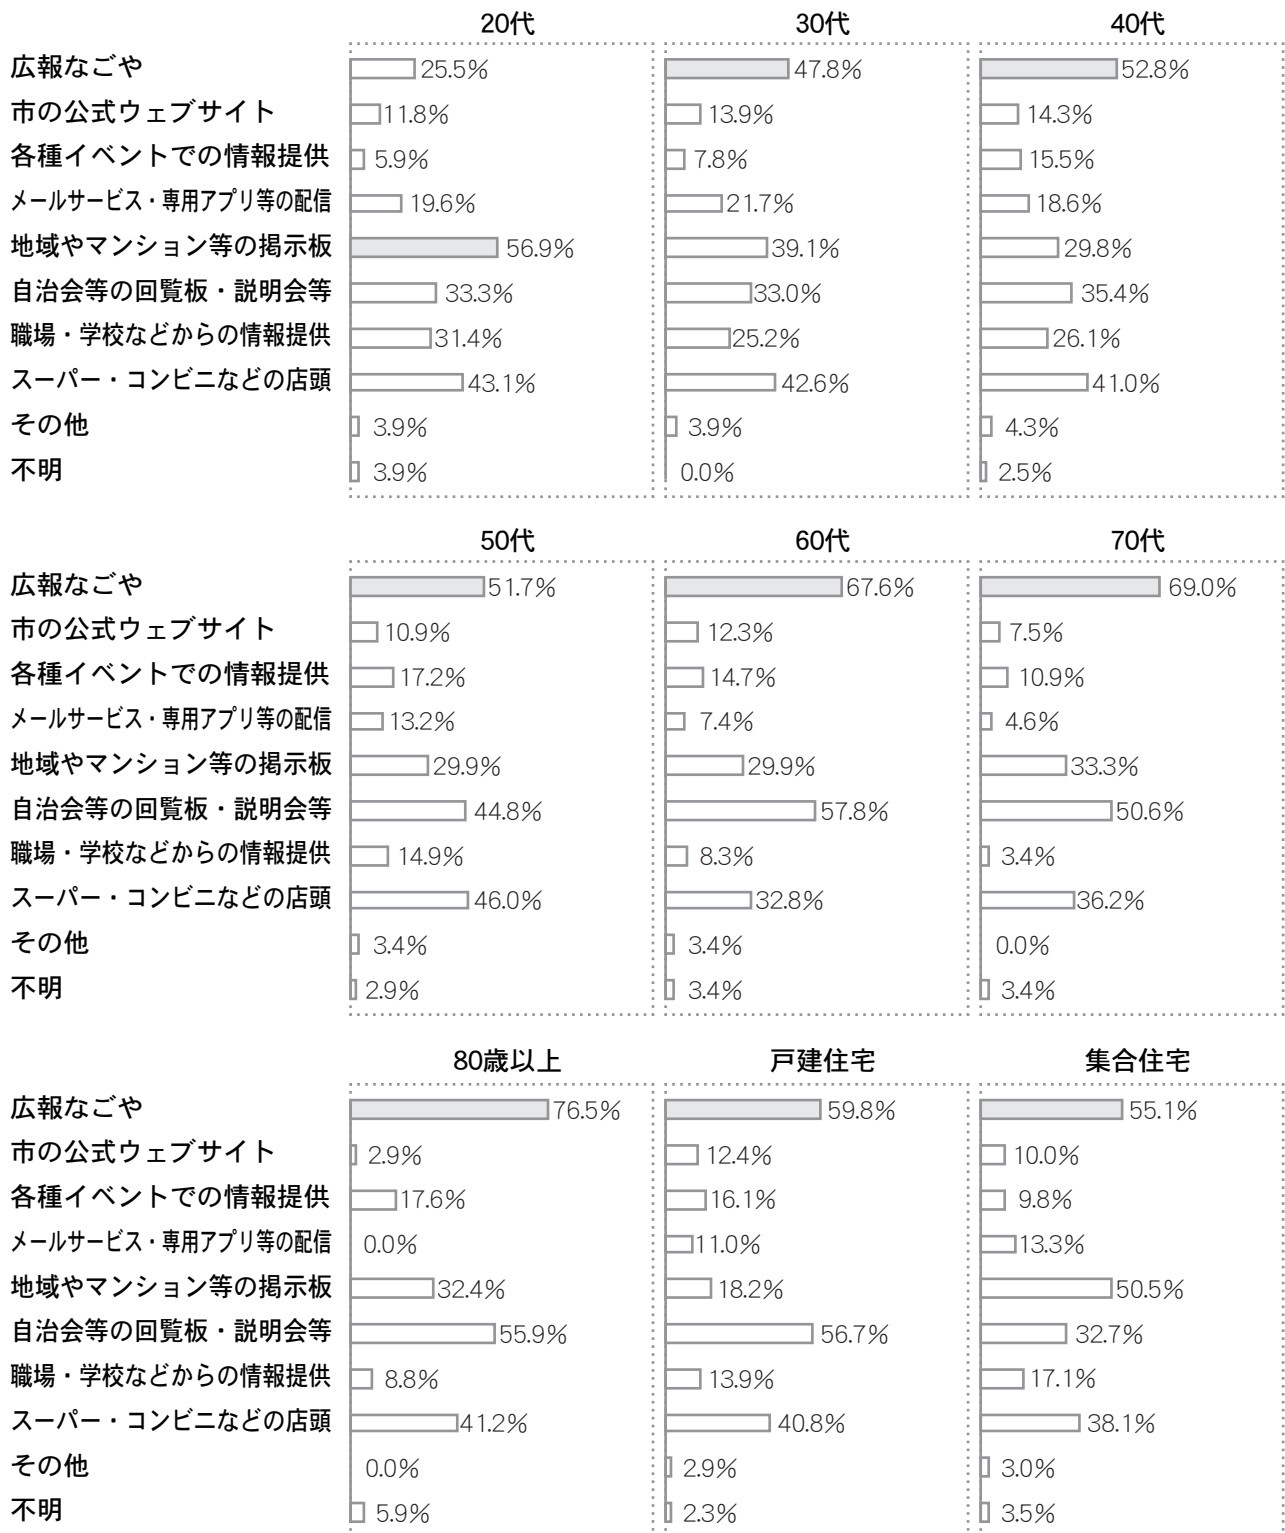 20代 30代 40代
広報なごや 25.5% 47.8% 52.8%
市の公式ウェブサイト 11.8% 13.9% 14.3%
各種イベントでの情報提供 5.9% 7.8% 15.5%
メールサービス・専用アプリ等の配信 19.6% 21.7% 18.6%
地域やマンション等の掲示板 56.9% 39.1% 29.8%
自治会等の回覧板・説明会等 33.3% 33.0% 35.4%
職場・学校などからの情報提供 31.4% 25.2% 26.1%
スーパー・コンビニなどの店頭 43.1% 42.6% 41.0%
その他 3.9% 3.9% 4.3%
不明 3.9% 0.0% 2.5%
50代 60代 70代
広報なごや 51.7% 67.6% 69.0%
市の公式ウェブサイト 10.9% 12.3% 7.5%
各種イベントでの情報提供 17.2% 14.7% 10.9%
メールサービス・専用アプリ等の配信 13.2% 7.4% 4.6%
地域やマンション等の掲示板 29.9% 29.9% 33.3%
自治会等の回覧板・説明会等 44.8% 57.8% 50.6%
職場・学校などからの情報提供 14.9% 8.3% 3.4%
スーパー・コンビニなどの店頭 46.0% 32.8% 36.2%
その他 3.4% 3.4% 0.0%
不明 2.9% 3.4% 3.4%
80歳以上 戸建住宅 集合住宅
広報なごや 76.5% 59.8% 55.1%
市の公式ウェブサイト 2.9% 12.4% 10.0%
各種イベントでの情報提供 17.6% 16.1% 9.8%
メールサービス・専用アプリ等の配信 0.0% 11.0% 13.3%
地域やマンション等の掲示板 32.4% 18.2% 50.5%
自治会等の回覧板・説明会等 55.9% 56.7% 32.7%
職場・学校などからの情報提供 8.8% 13.9% 17.1%
スーパー・コンビニなどの店頭 41.2% 40.8% 38.1%
その他 0.0% 2.9% 3.0%
不明 5.9% 2.3% 3.5%